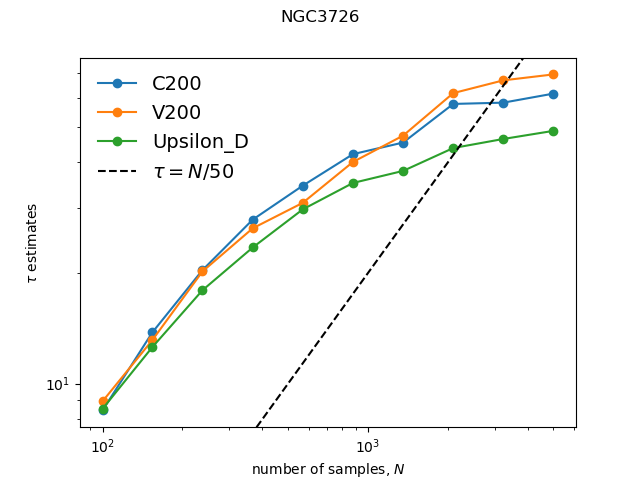 NGC3726
C200
V200
Upsilon_D
τ = N/50
τ estimates
10¹
10² 10³
number of samples, N